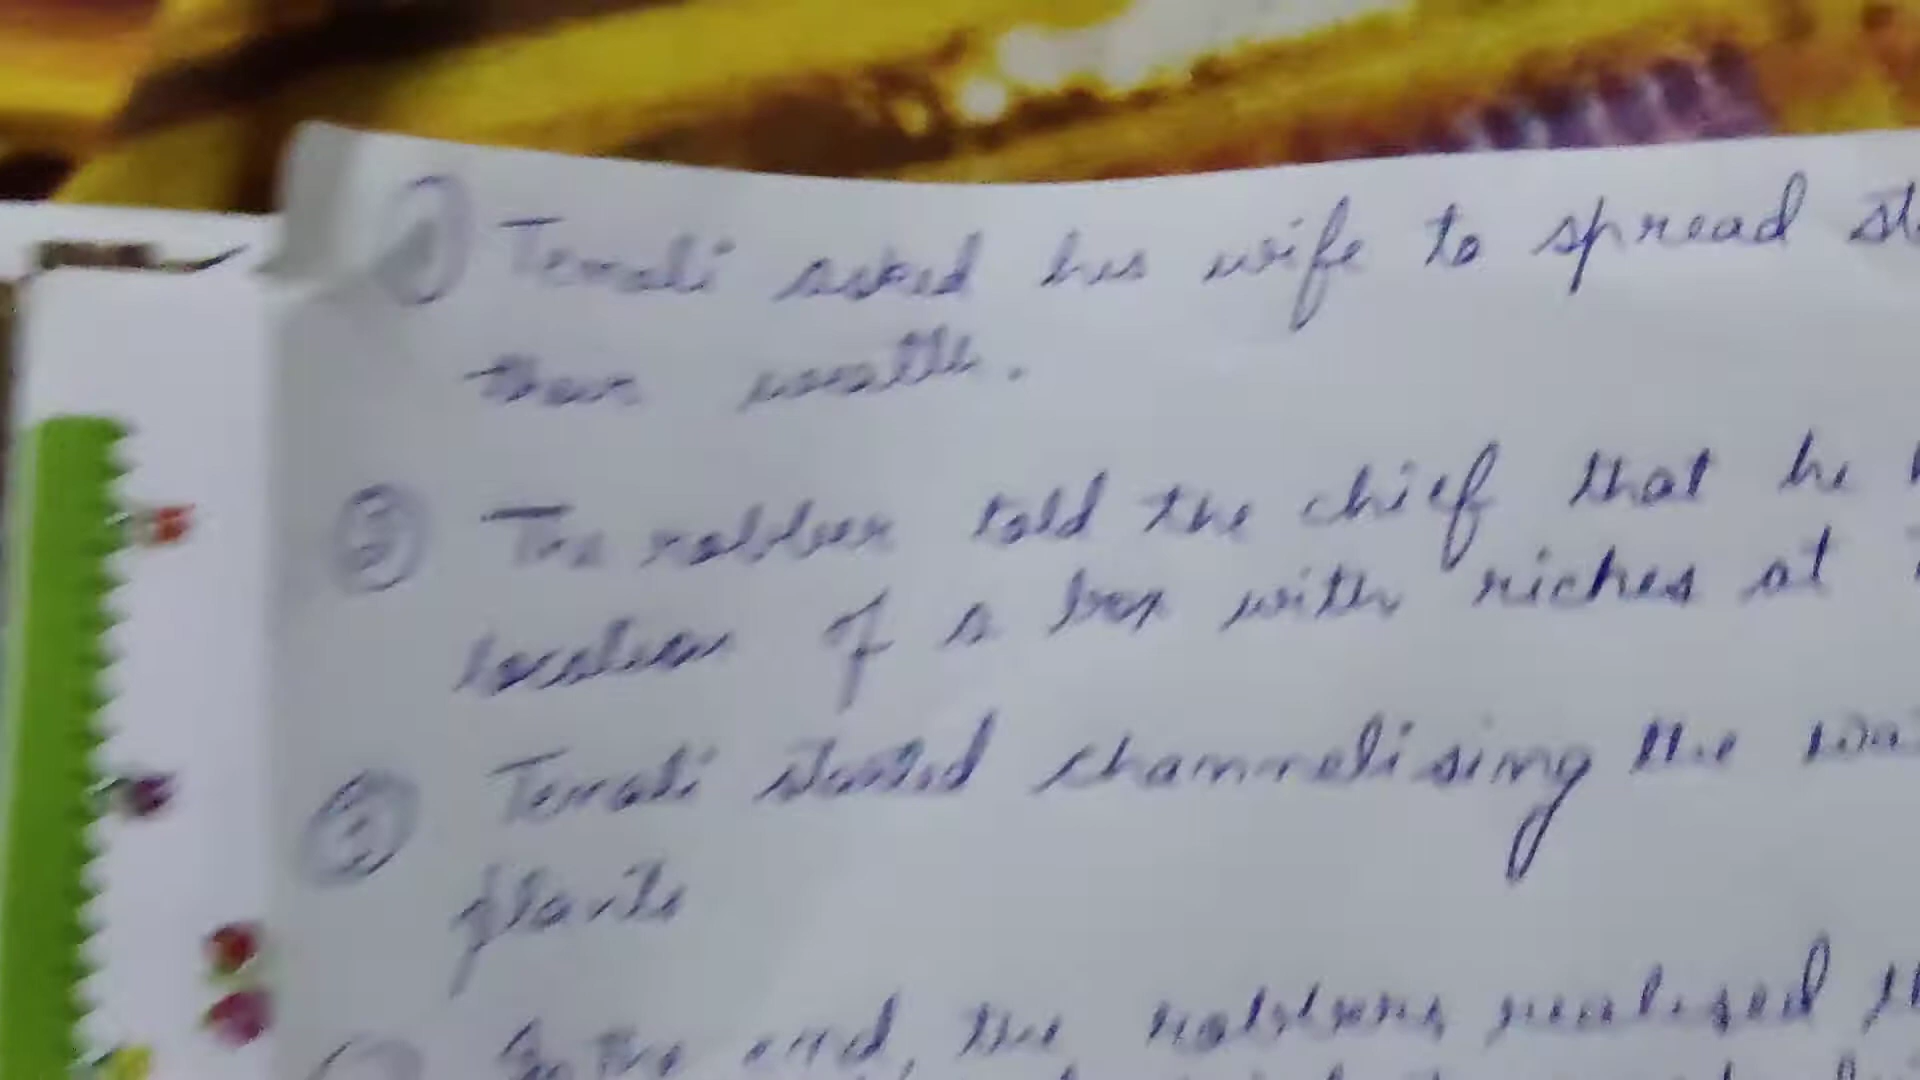 Tenali asked his wife to spread
their wealth.
The robber told the chief that he
location of a box with riches at
Tenali started channelising the
plants
In the end, the robbers realised